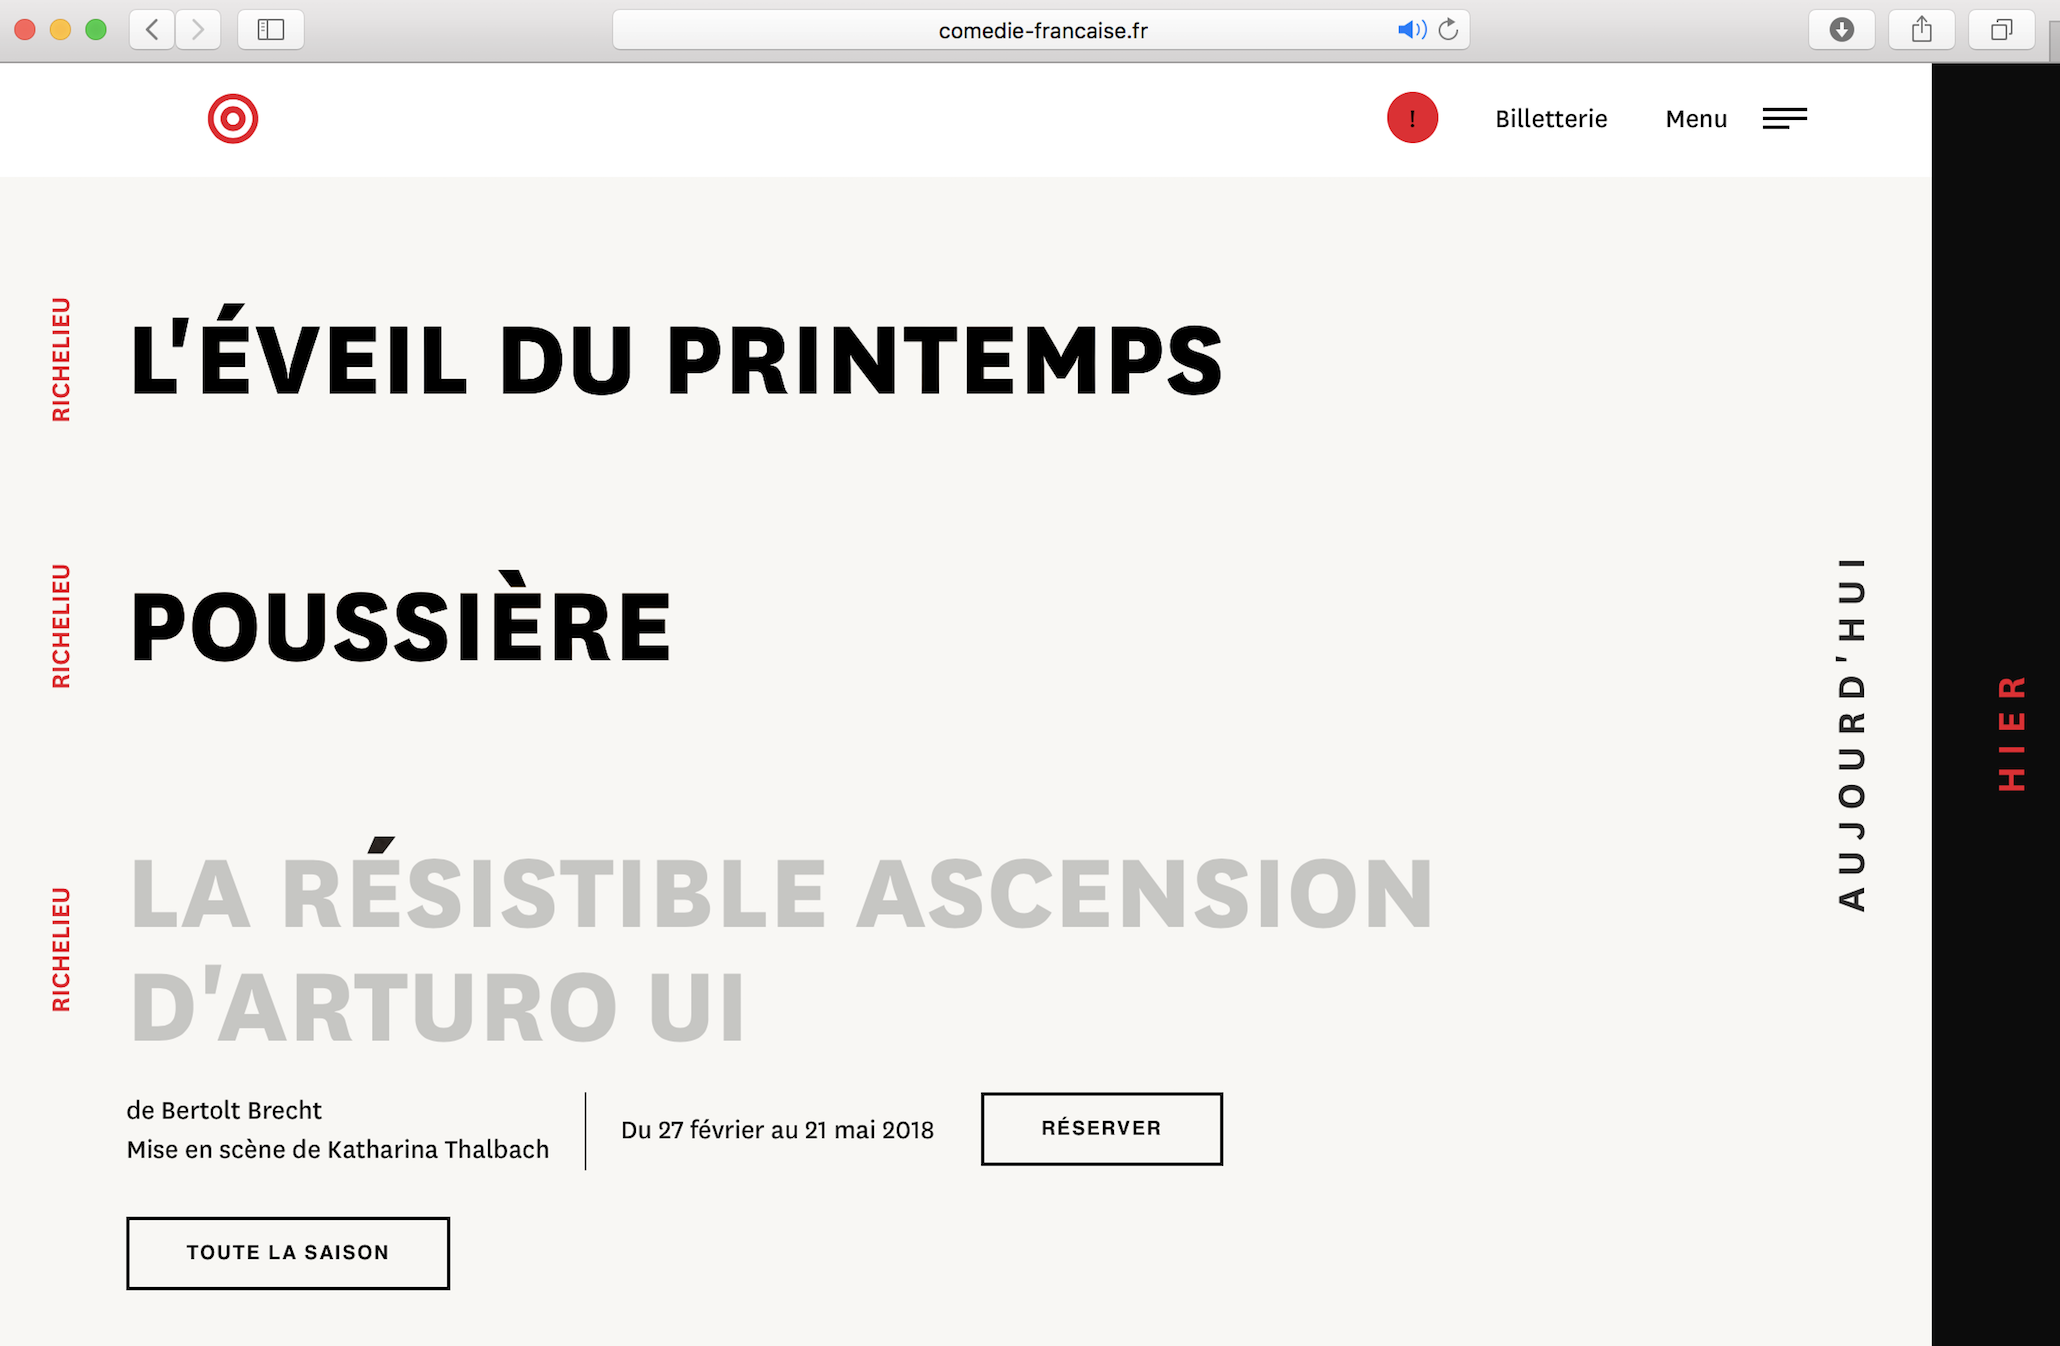 comedie-francaise.fr
!
Billetterie
Menu
RICHELIEU
L'ÉVEIL DU PRINTEMPS
RICHELIEU
POUSSIÈRE
RICHELIEU
LA RÉSISTIBLE ASCENSION
D'ARTURO UI
de Bertolt Brecht
Mise en scène de Katharina Thalbach
Du 27 février au 21 mai 2018
RÉSERVER
TOUTE LA SAISON
AUJOURD'HUI
HIER